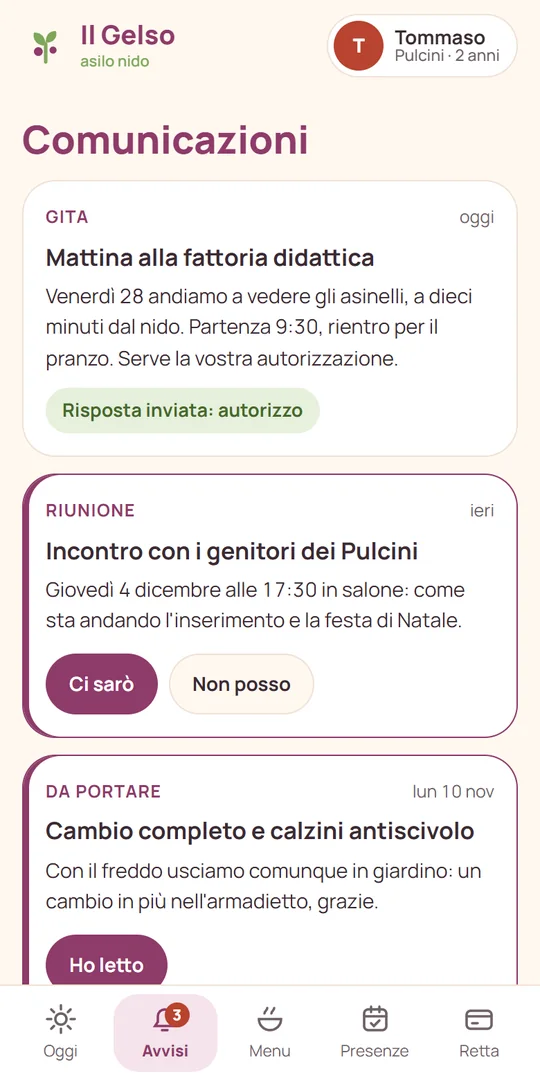 Il Gelso
asilo nido
T
Tommaso
Pulcini · 2 anni
Comunicazioni
GITA
oggi
Mattina alla fattoria didattica
Venerdì 28 andiamo a vedere gli asinelli, a dieci
minuti dal nido. Partenza 9:30, rientro per il
pranzo. Serve la vostra autorizzazione.
Risposta inviata: autorizzo
RIUNIONE
ieri
Incontro con i genitori dei Pulcini
Giovedì 4 dicembre alle 17:30 in salone: come
sta andando l'inserimento e la festa di Natale.
Ci sarò
Non posso
DA PORTARE
lun 10 nov
Cambio completo e calzini antiscivolo
Con il freddo usciamo comunque in giardino: un
cambio in più nell'armadietto, grazie.
Ho letto
3
Oggi
Avvisi
Menu
Presenze
Retta